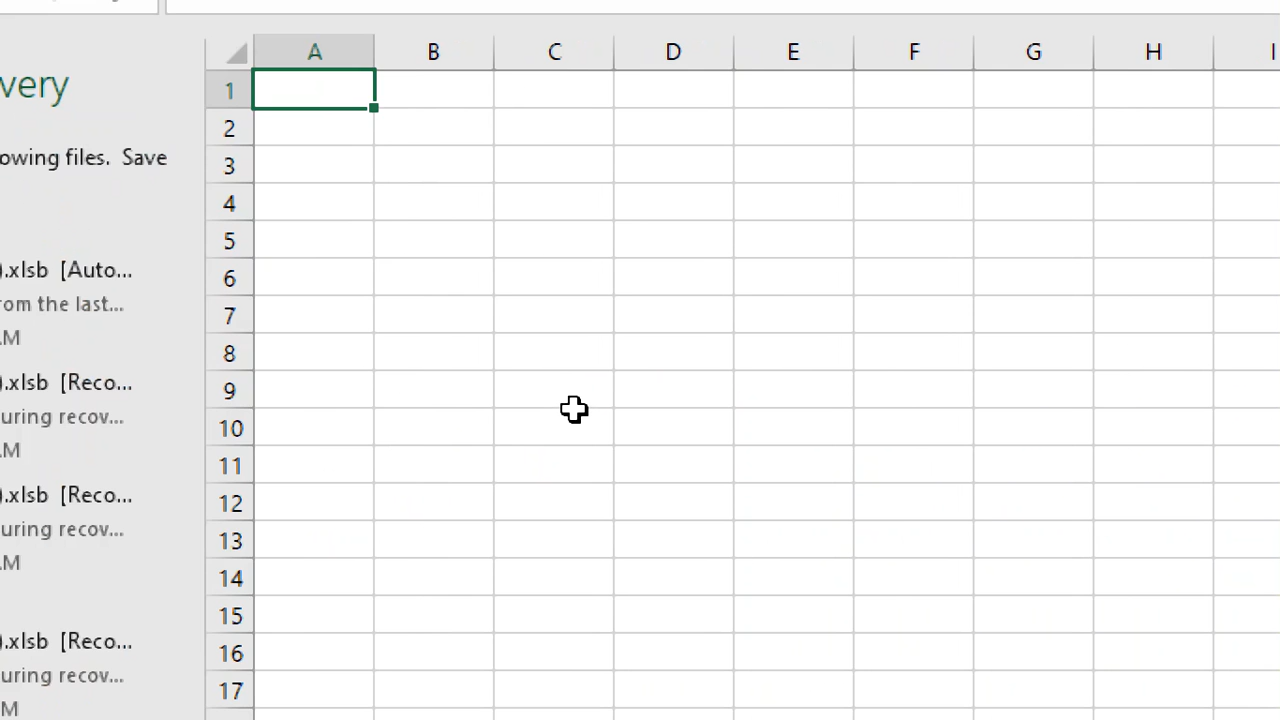 A B C D E F G H I
very
owing files. Save
).xlsb [Auto...
rom the last...
.M
).xlsb [Reco...
uring recov...
.M
).xlsb [Reco...
uring recov...
.M
).xlsb [Reco...
uring recov...
M
1
2
3
4
5
6
7
8
9
10
11
12
13
14
15
16
17